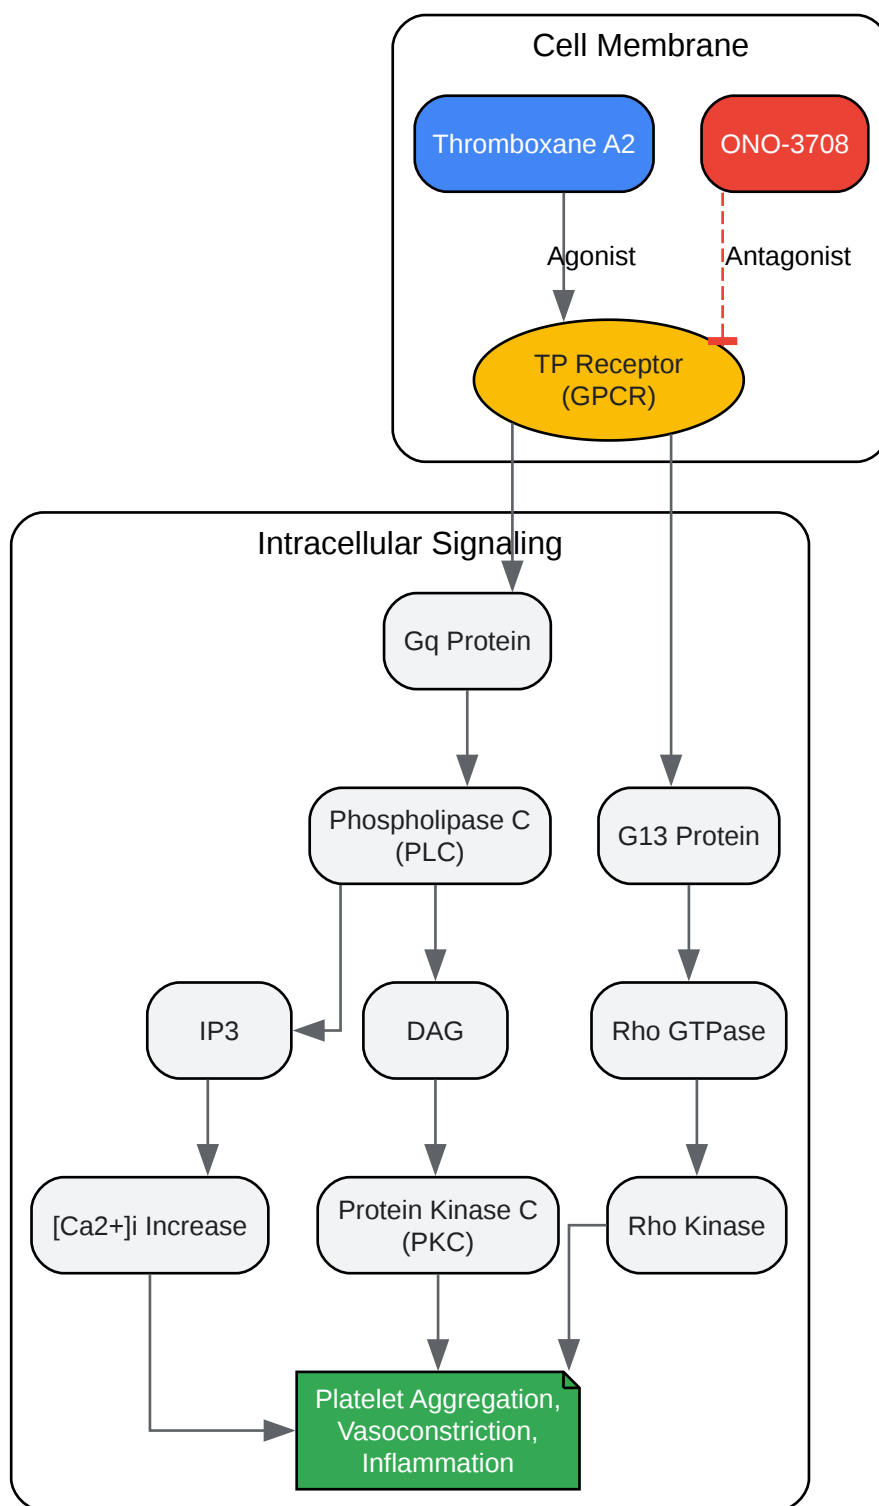 Cell Membrane
Thromboxane A2
ONO-3708
Agonist
Antagonist
TP Receptor
(GPCR)
Intracellular Signaling
Gq Protein
Phospholipase C
(PLC)
G13 Protein
IP3
DAG
Rho GTPase
[Ca2+]i Increase
Protein Kinase C
(PKC)
Rho Kinase
Platelet Aggregation,
Vasoconstriction,
Inflammation